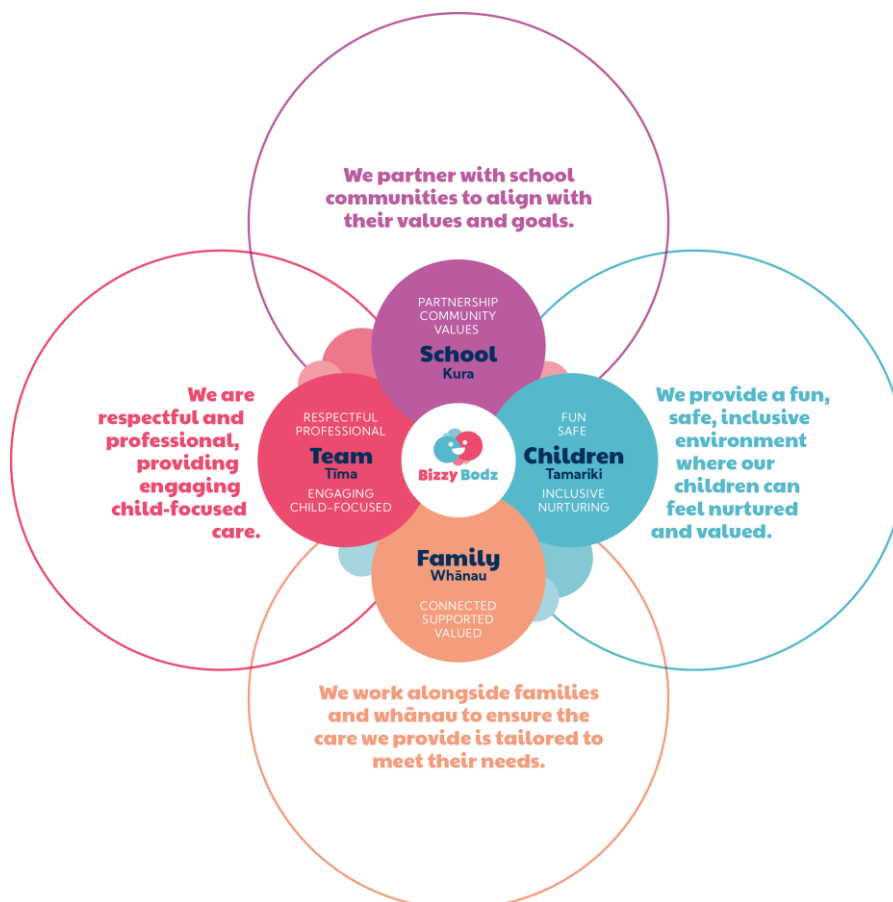 We partner with school
communities to align with
their values and goals.
PARTNERSHIP
COMMUNITY
VALUES
School
Kura
We are
respectful and
professional,
providing
engaging
child-focused
care.
RESPECTFUL
PROFESSIONAL
Team
Tīma
ENGAGING
CHILD-FOCUSED
Bizzy Bodz
FUN
SAFE
Children
Tamariki
INCLUSIVE
NURTURING
We provide a fun,
safe, inclusive
environment
where our
children can
feel nurtured
and valued.
Family
Whānau
CONNECTED
SUPPORTED
VALUED
We work alongside families
and whānau to ensure the
care we provide is tailored to
meet their needs.